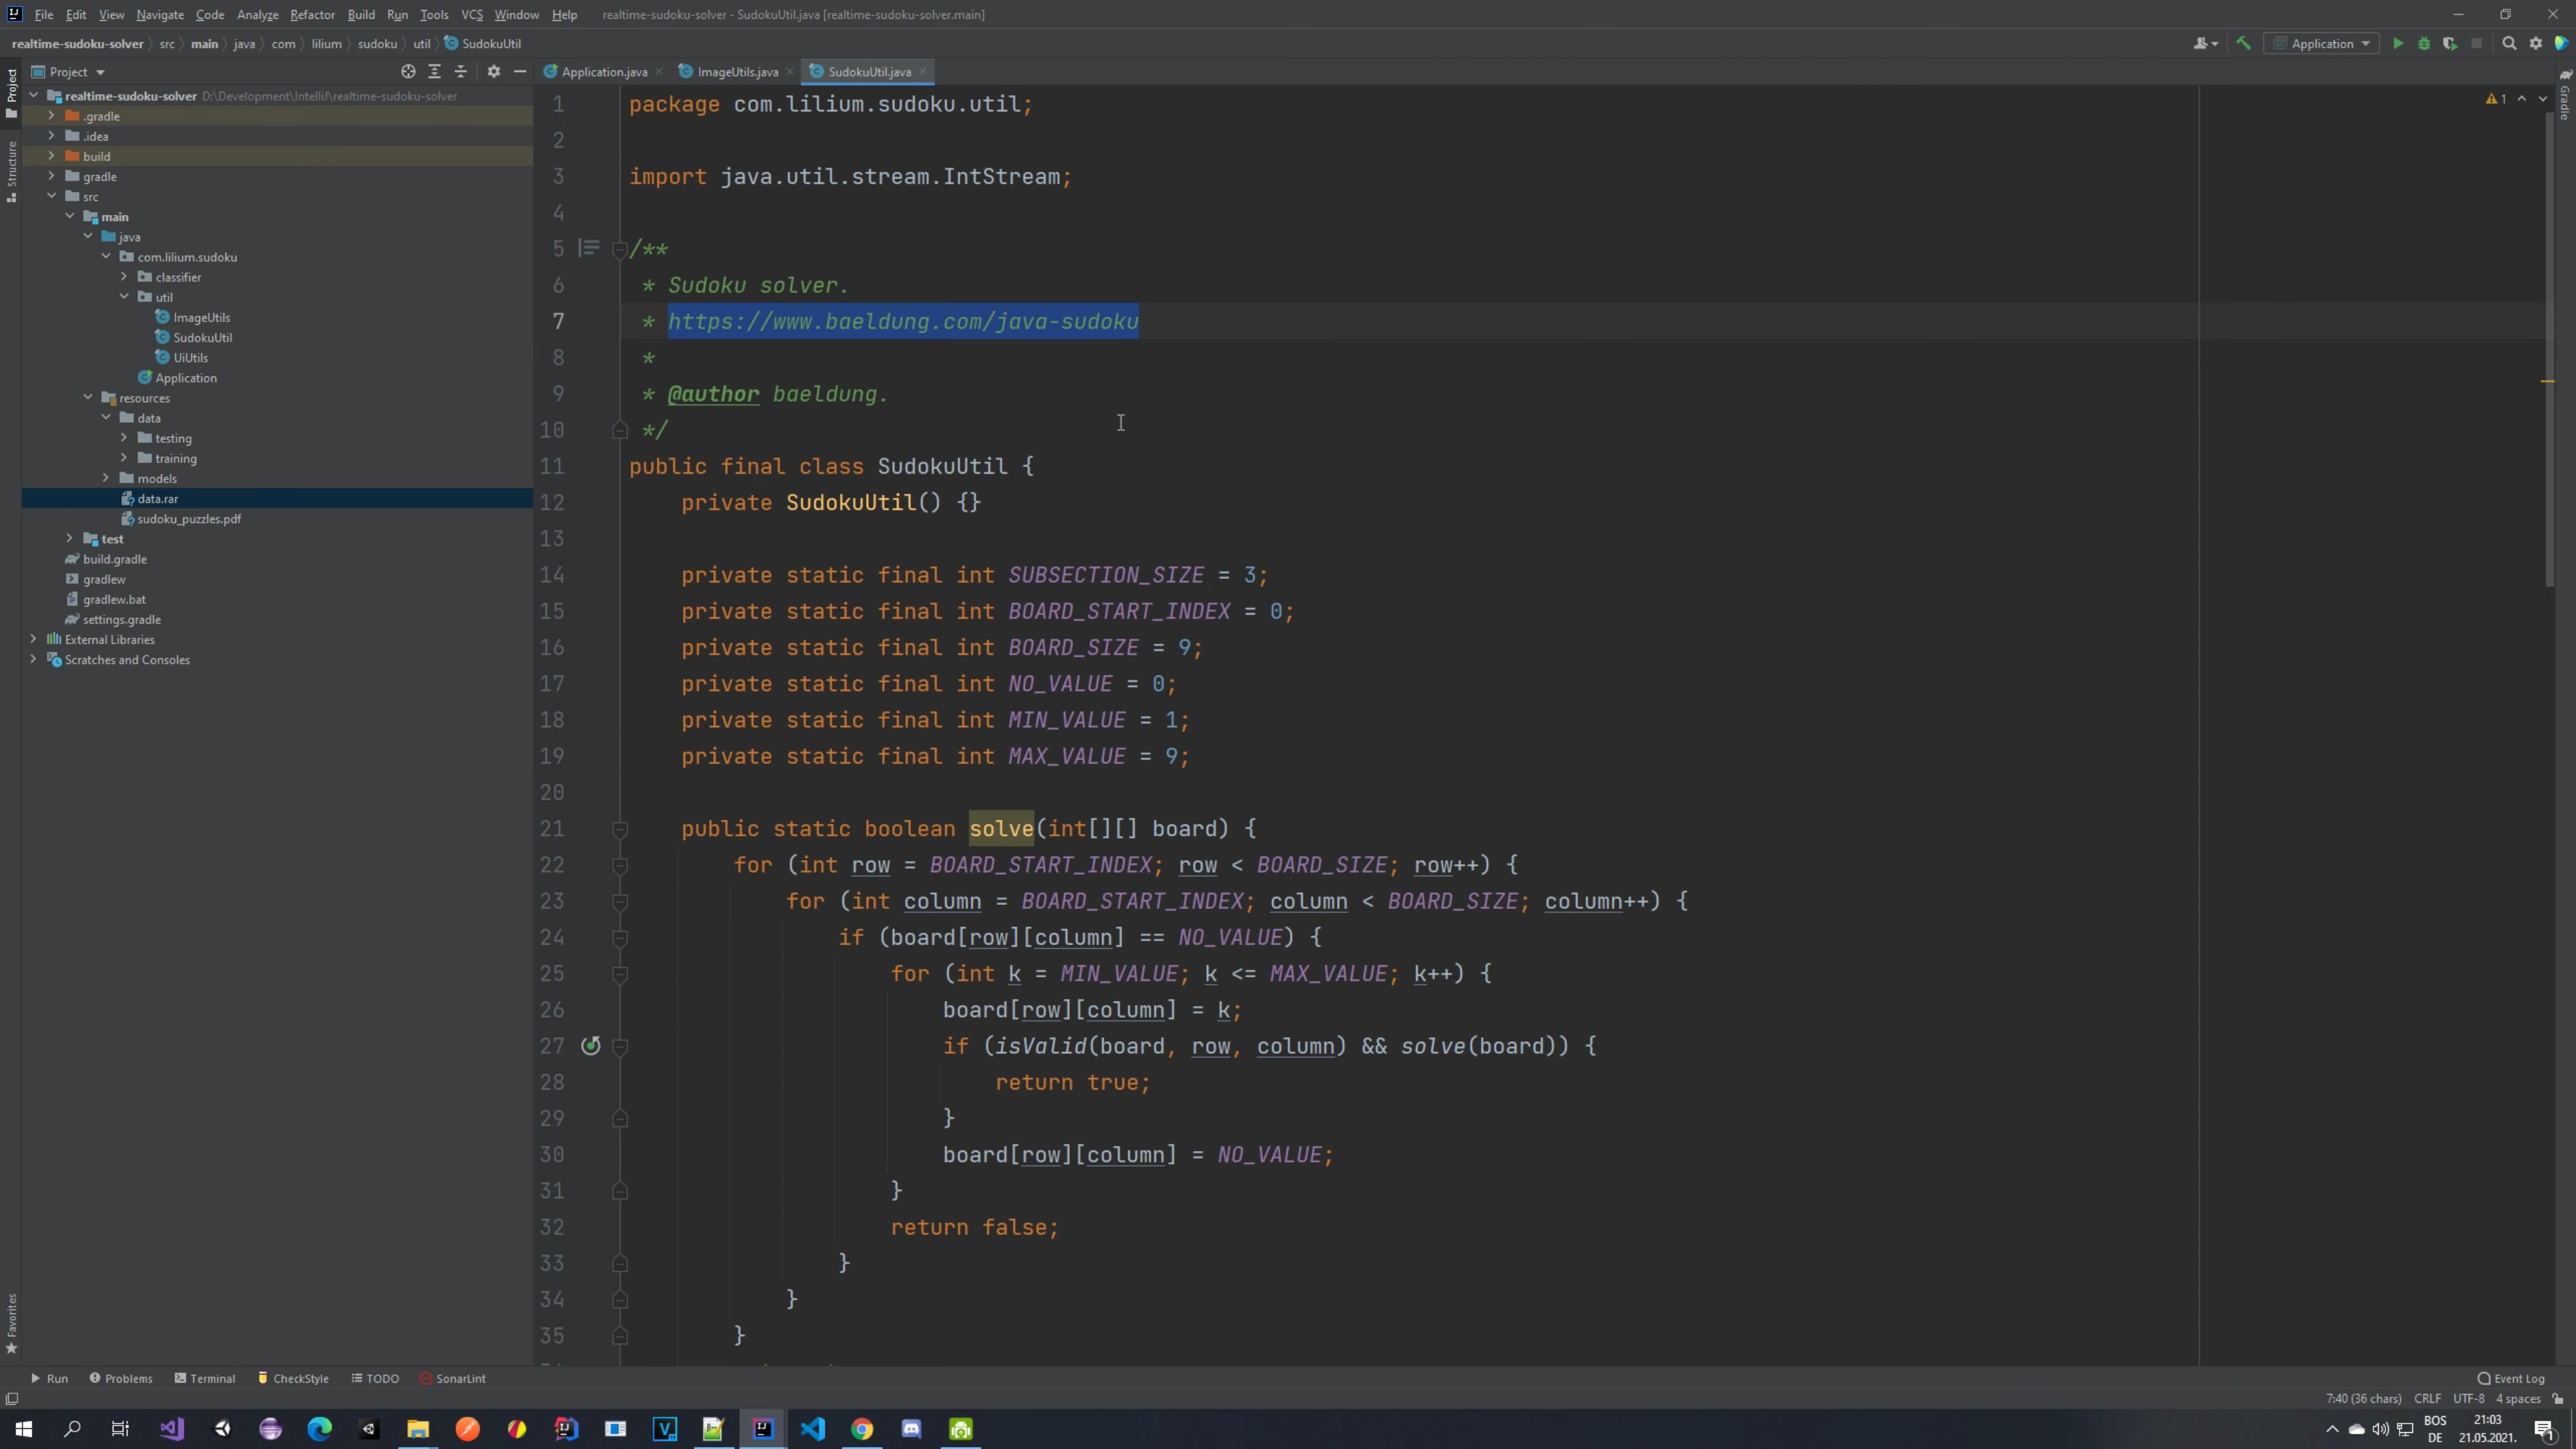 File Edit View Navigate Code Analyze Refactor Build Run Tools VCS Window Help realtime-sudoku-solver - SudokuUtil.java [realtime-sudoku-solver.main]
realtime-sudoku-solver src main java com lilium sudoku util SudokuUtil
Application
Project
Application.java ImageUtils.java SudokuUtil.java
Project
Structure
Favorites
Gradle
realtime-sudoku-solver D:\Development\IntelliJ\realtime-sudoku-solver
.gradle
.idea
build
gradle
src
main
java
com.lilium.sudoku
classifier
util
ImageUtils
SudokuUtil
UiUtils
Application
resources
data
testing
training
models
data.rar
sudoku_puzzles.pdf
test
build.gradle
gradlew
gradlew.bat
settings.gradle
External Libraries
Scratches and Consoles
1
1 package com.lilium.sudoku.util;
2
3 import java.util.stream.IntStream;
4
5 /**
6 * Sudoku solver.
7 * https://www.baeldung.com/java-sudoku
8 *
9 * @author baeldung.
10 */
11 public final class SudokuUtil {
12 private SudokuUtil() {}
13
14 private static final int SUBSECTION_SIZE = 3;
15 private static final int BOARD_START_INDEX = 0;
16 private static final int BOARD_SIZE = 9;
17 private static final int NO_VALUE = 0;
18 private static final int MIN_VALUE = 1;
19 private static final int MAX_VALUE = 9;
20
21 public static boolean solve(int[][] board) {
22 for (int row = BOARD_START_INDEX; row < BOARD_SIZE; row++) {
23 for (int column = BOARD_START_INDEX; column < BOARD_SIZE; column++) {
24 if (board[row][column] == NO_VALUE) {
25 for (int k = MIN_VALUE; k <= MAX_VALUE; k++) {
26 board[row][column] = k;
27 if (isValid(board, row, column) && solve(board)) {
28 return true;
29 }
30 board[row][column] = NO_VALUE;
31 }
32 return false;
33 }
34 }
35 }
Run Problems Terminal CheckStyle TODO SonarLint Event Log
7:40 (36 chars) CRLF UTF-8 4 spaces
BOS
DE
21:03
21.05.2021.
1